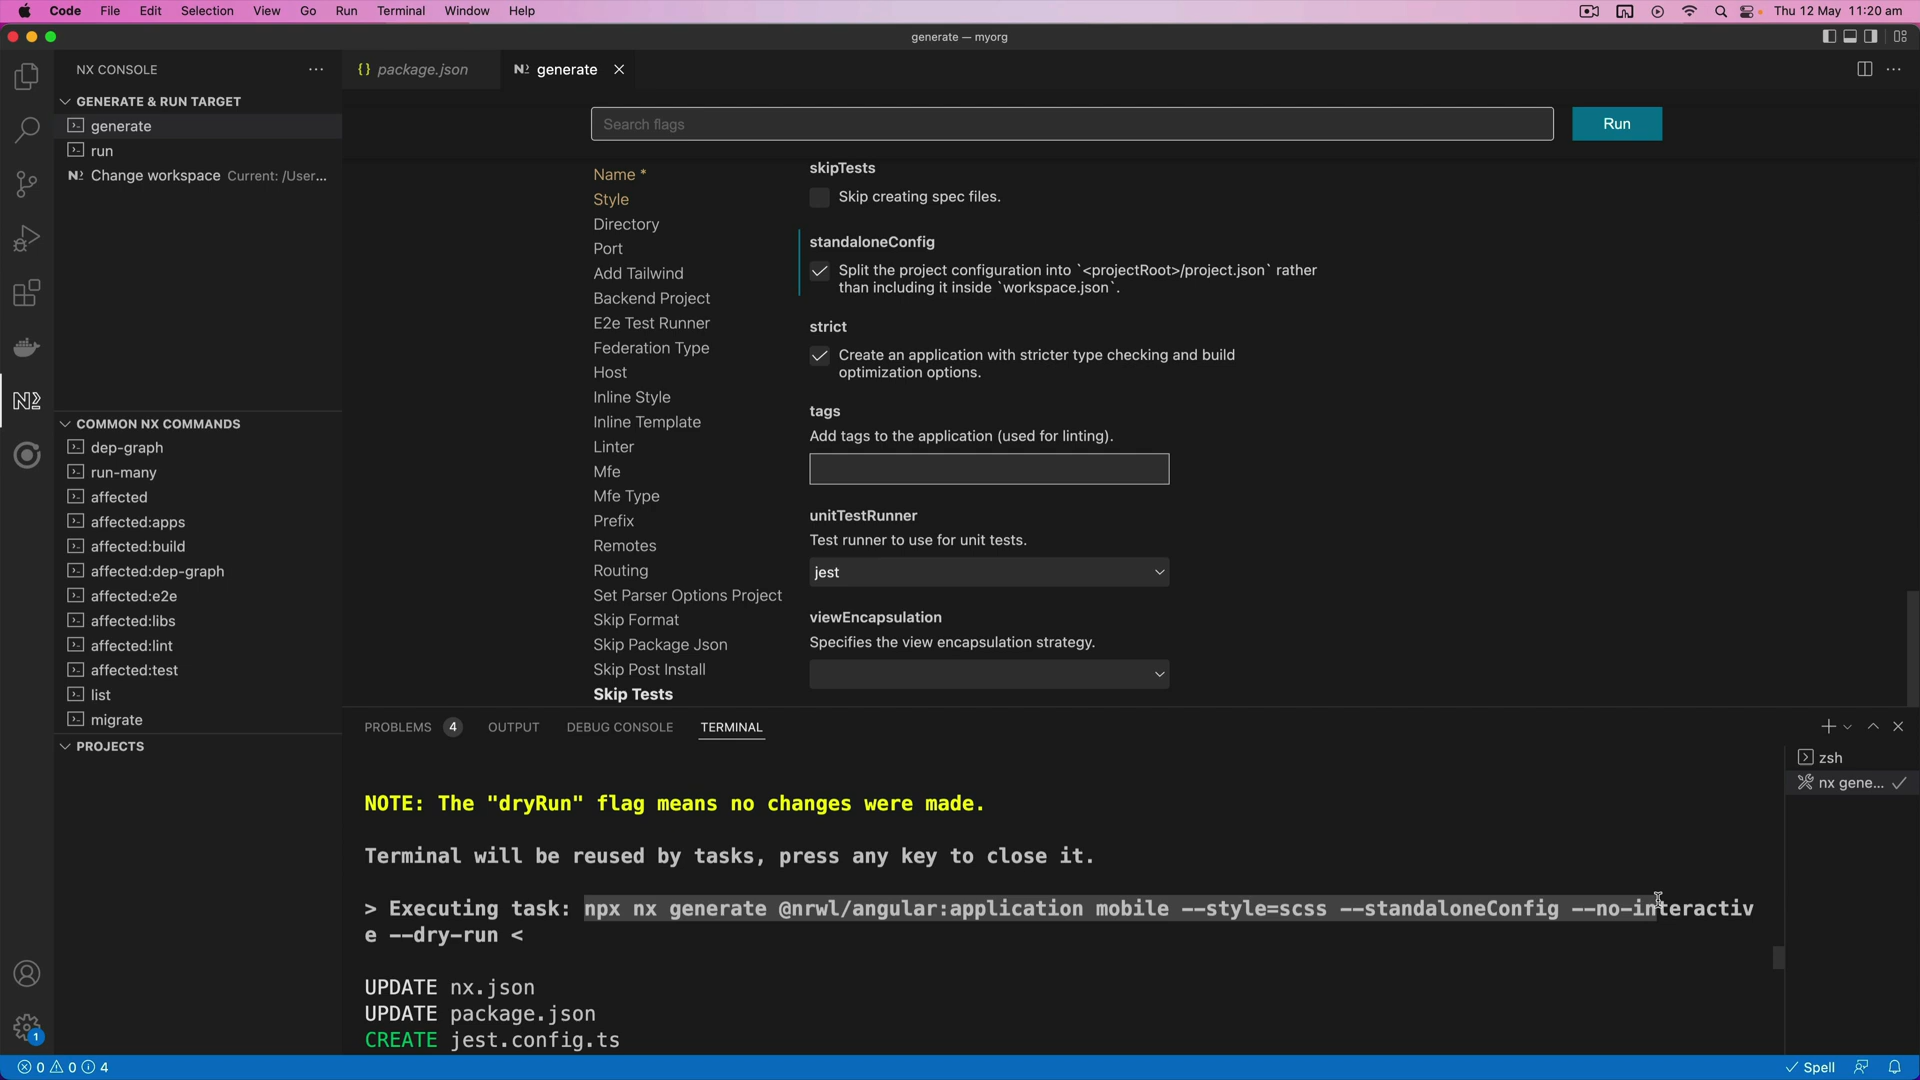 Code File Edit Selection View Go Run Terminal Window Help Thu 12 May 11:20 am
generate — myorg
NX CONSOLE
GENERATE & RUN TARGET
generate
run
Change workspace Current: /User...
COMMON NX COMMANDS
dep-graph
run-many
affected
affected:apps
affected:build
affected:dep-graph
affected:e2e
affected:libs
affected:lint
affected:test
list
migrate
PROJECTS
{} package.json
generate
Search flags
Run
Name *
Style
Directory
Port
Add Tailwind
Backend Project
E2e Test Runner
Federation Type
Host
Inline Style
Inline Template
Linter
Mfe
Mfe Type
Prefix
Remotes
Routing
Set Parser Options Project
Skip Format
Skip Package Json
Skip Post Install
Skip Tests
skipTests
Skip creating spec files.
standaloneConfig
Split the project configuration into `<projectRoot>/project.json` rather
than including it inside `workspace.json`.
strict
Create an application with stricter type checking and build
optimization options.
tags
Add tags to the application (used for linting).
unitTestRunner
Test runner to use for unit tests.
jest
viewEncapsulation
Specifies the view encapsulation strategy.
PROBLEMS 4 OUTPUT DEBUG CONSOLE TERMINAL
NOTE: The "dryRun" flag means no changes were made.
Terminal will be reused by tasks, press any key to close it.
> Executing task: npx nx generate @nrwl/angular:application mobile --style=scss --standaloneConfig --no-interactiv
e --dry-run <
UPDATE nx.json
UPDATE package.json
CREATE jest.config.ts
zsh
nx gene...
1
0 0 4
Spell